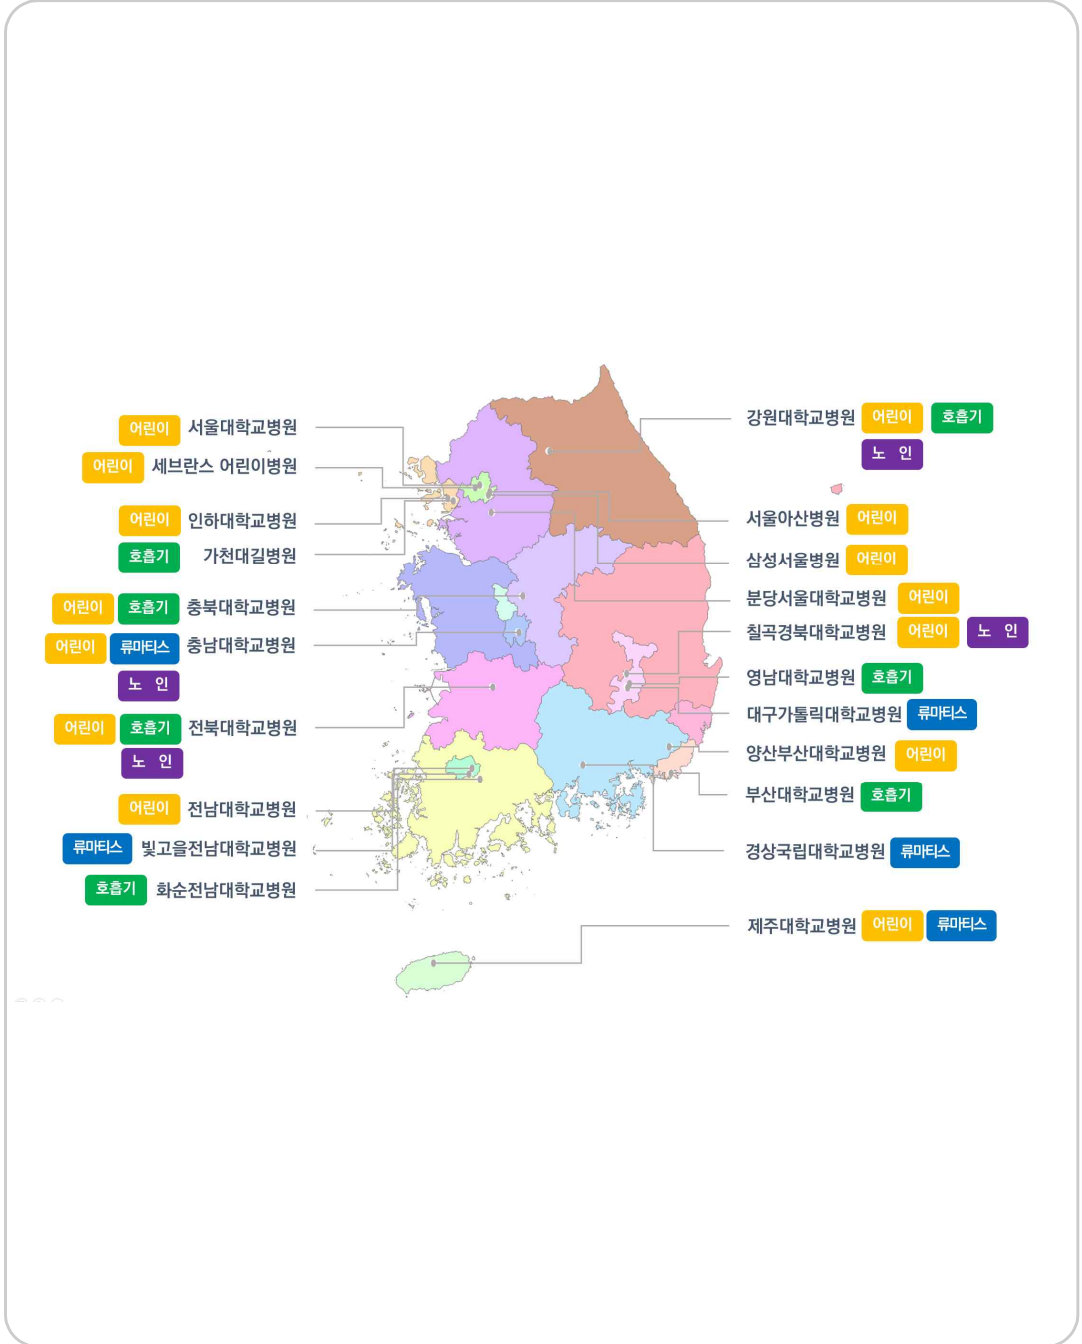 어린이 서울대학교병원
어린이 세브란스 어린이병원
어린이 인하대학교병원
호흡기 가천대길병원
어린이 호흡기 충북대학교병원
어린이 류마티스 충남대학교병원
노 인
어린이 호흡기 전북대학교병원
노 인
어린이 전남대학교병원
류마티스 빛고을전남대학교병원
호흡기 화순전남대학교병원
강원대학교병원 어린이 호흡기
노 인
서울아산병원 어린이
삼성서울병원 어린이
분당서울대학교병원 어린이
칠곡경북대학교병원 어린이 노 인
영남대학교병원 호흡기
대구가톨릭대학교병원 류마티스
양산부산대학교병원 어린이
부산대학교병원 호흡기
경상국립대학교병원 류마티스
제주대학교병원 어린이 류마티스